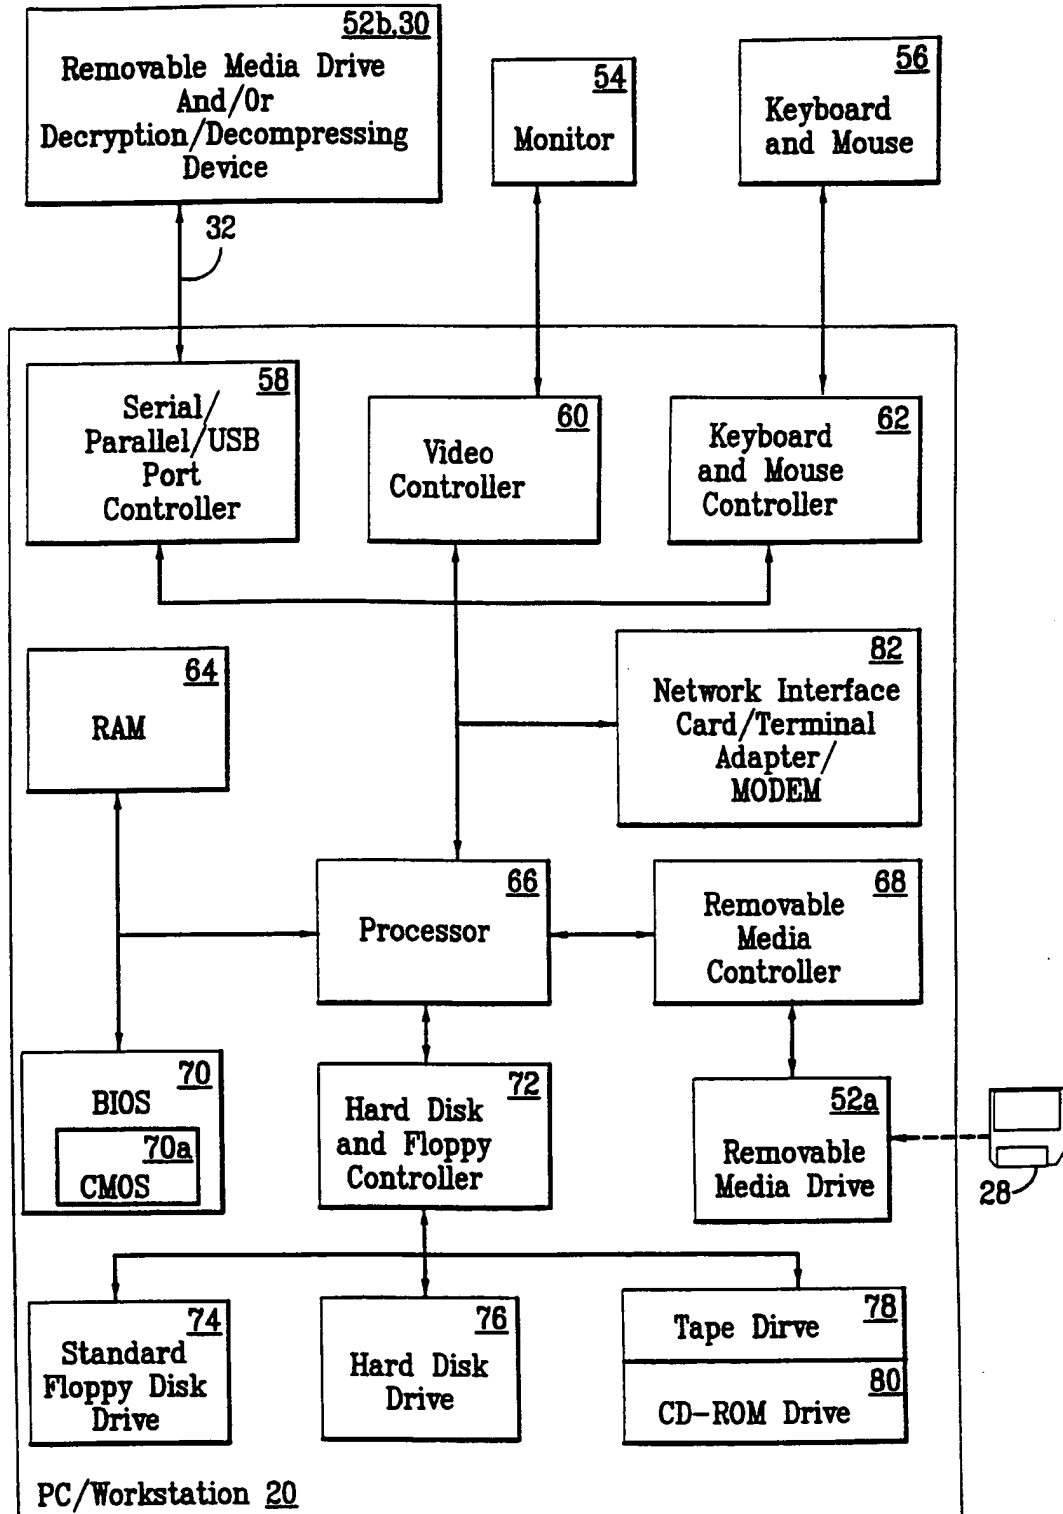 52b,30
Removable Media Drive
And/Or
Decryption/Decompressing
Device
54
Monitor
56
Keyboard
and Mouse
32
58
Serial/
Parallel/USB
Port
Controller
60
Video
Controller
62
Keyboard
and Mouse
Controller
64
RAM
82
Network Interface
Card/Terminal
Adapter/
MODEM
66
Processor
68
Removable
Media
Controller
70
BIOS
70a
CMOS
72
Hard Disk
and Floppy
Controller
52a
Removable
Media Drive
28
74
Standard
Floppy Disk
Drive
76
Hard Disk
Drive
78
Tape Dirve
80
CD-ROM Drive
PC/Workstation 20